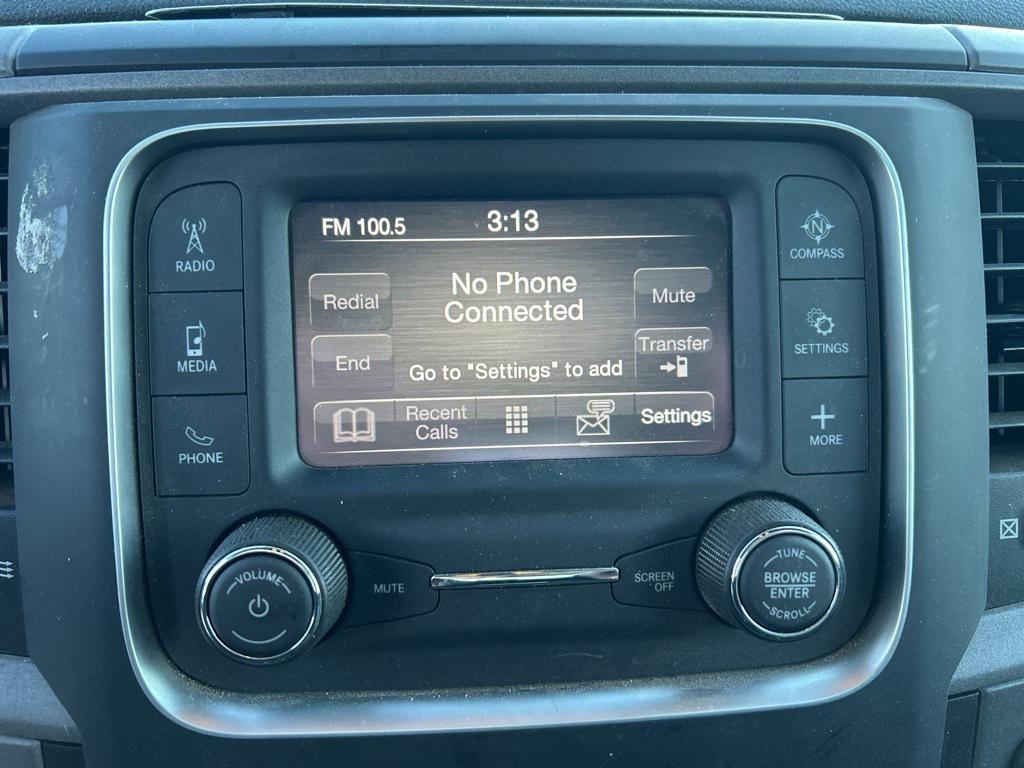 FM 100.5
3:13
RADIO
MEDIA
PHONE
Redial
End
No Phone
Connected
Go to "Settings" to add
Mute
Transfer
Recent
Calls
Settings
N
COMPASS
SETTINGS
MORE
VOLUME
MUTE
SCREEN
OFF
TUNE
BROWSE
ENTER
SCROLL